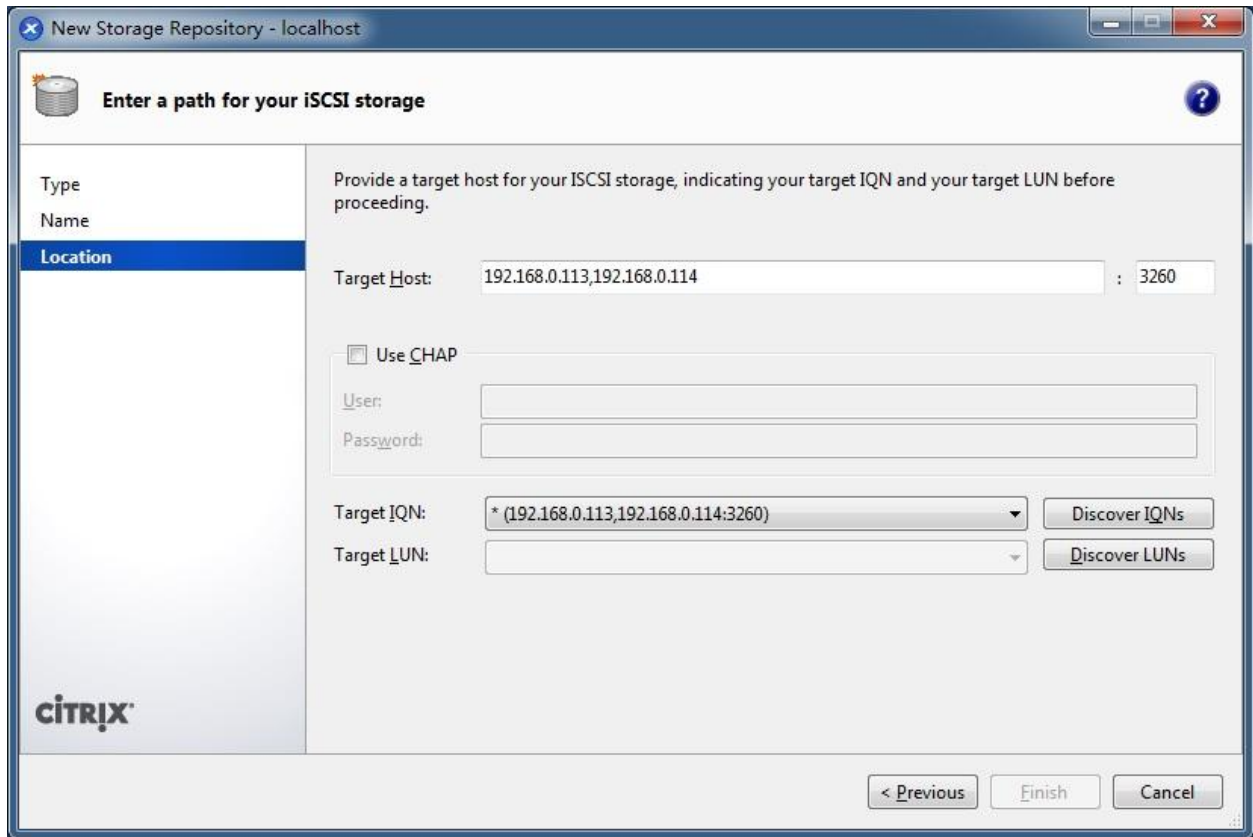 New Storage Repository - localhost
Enter a path for your iSCSI storage
?
Type
Name
Location
Provide a target host for your ISCSI storage, indicating your target IQN and your target LUN before
proceeding.
Target Host: 192.168.0.113,192.168.0.114 : 3260
Use CHAP
User:
Password:
Target IQN: * (192.168.0.113,192.168.0.114:3260) Discover IQNs
Target LUN: Discover LUNs
CITRIX
< Previous Finish Cancel